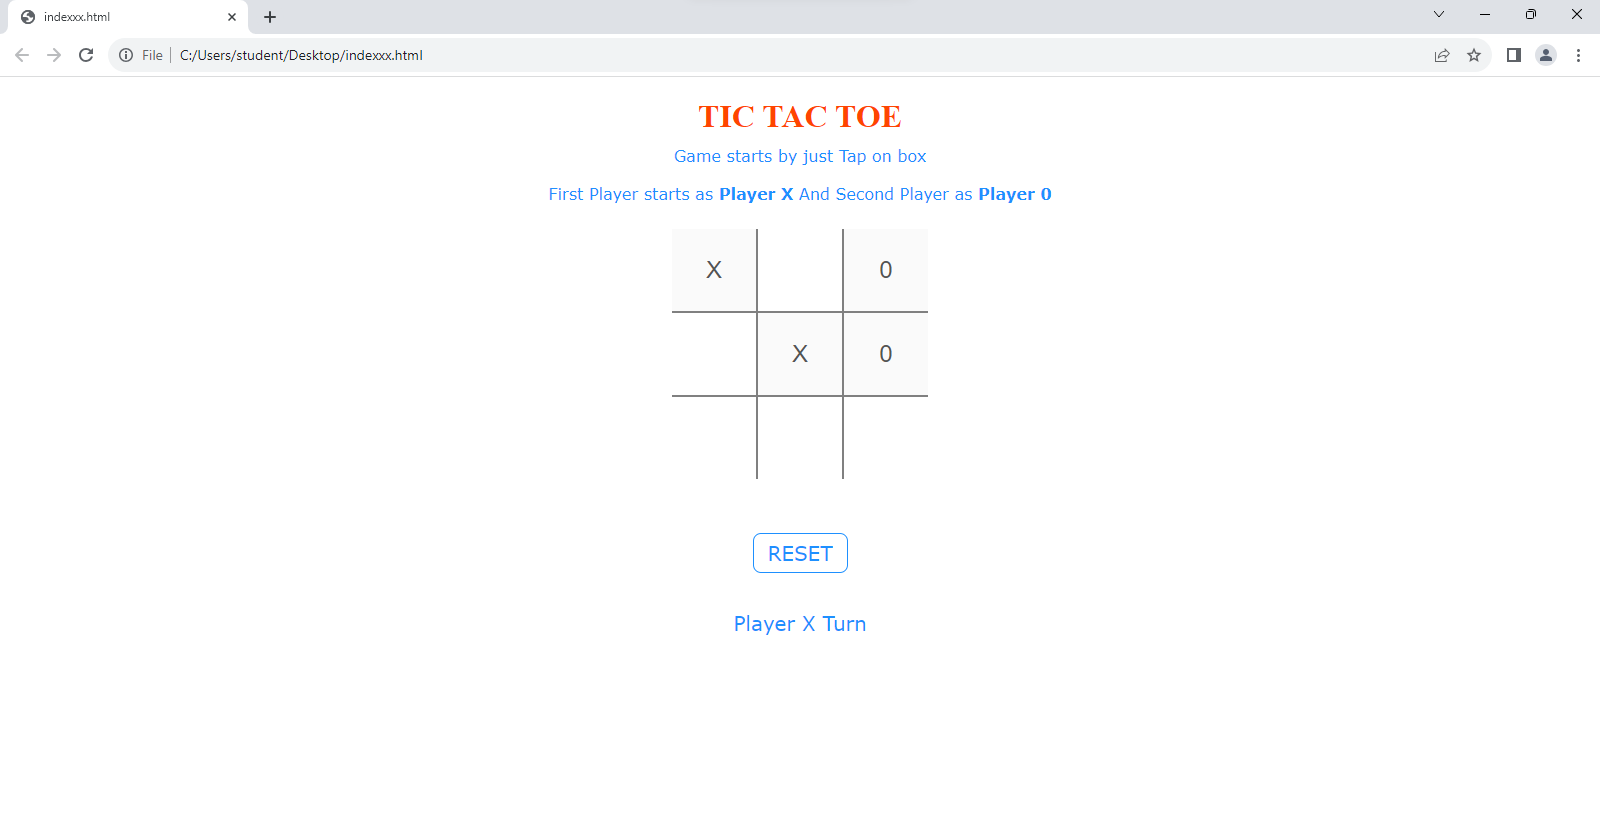 indexxx.html
File C:/Users/student/Desktop/indexxx.html
TIC TAC TOE
Game starts by just Tap on box
First Player starts as Player X And Second Player as Player 0
X 0
X 0
RESET
Player X Turn